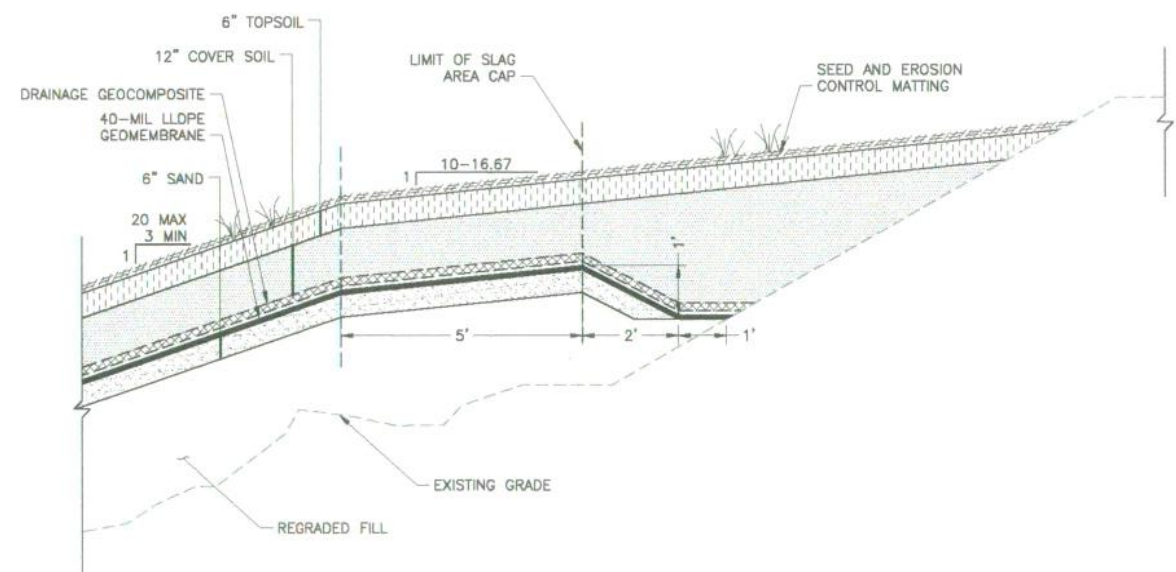 6" TOPSOIL
12" COVER SOIL
DRAINAGE GEOCOMPOSITE
40-MIL LLDPE
GEOMEMBRANE
6" SAND
20 MAX
3 MIN
1
LIMIT OF SLAG
AREA CAP
SEED AND EROSION
CONTROL MATTING
1
10-16.67
1'
5'
2'
1'
EXISTING GRADE
REGRADED FILL